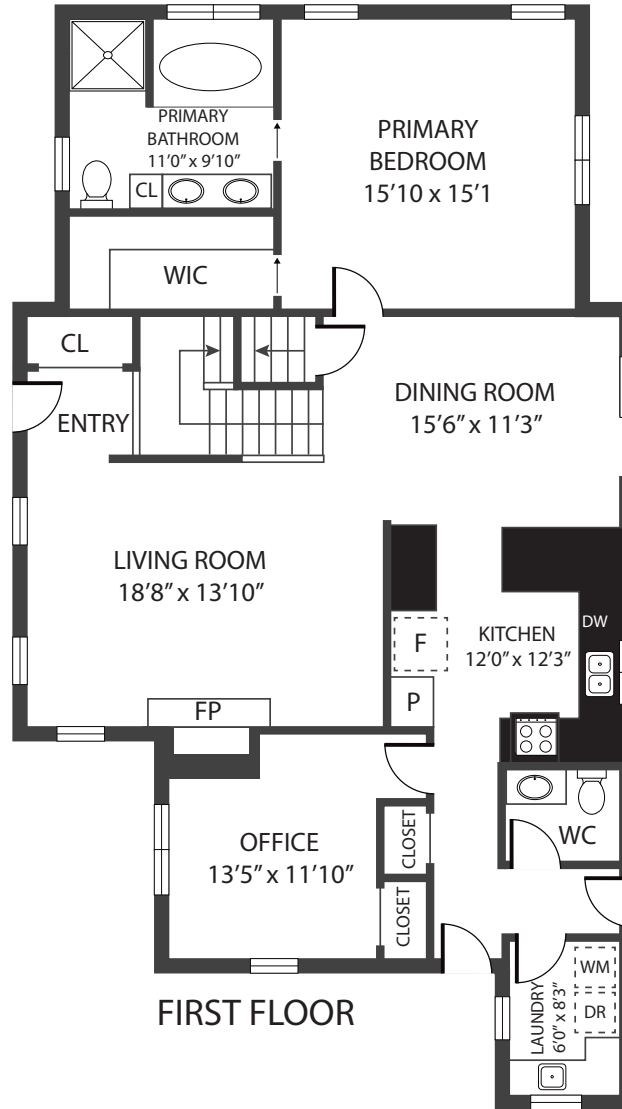 PRIMARY
BATHROOM
11’0” x 9’10”
CL
PRIMARY
BEDROOM
15’10 x 15’1
WIC
CL
ENTRY
DINING ROOM
15’6” x 11’3”
LIVING ROOM
18’8” x 13’10”
FP
F
P
KITCHEN
12’0” x 12’3”
DW
OFFICE
13’5” x 11’10”
CLOSET
CLOSET
WC
LAUNDRY
6’0” x 8’3”
WM
DR
FIRST FLOOR